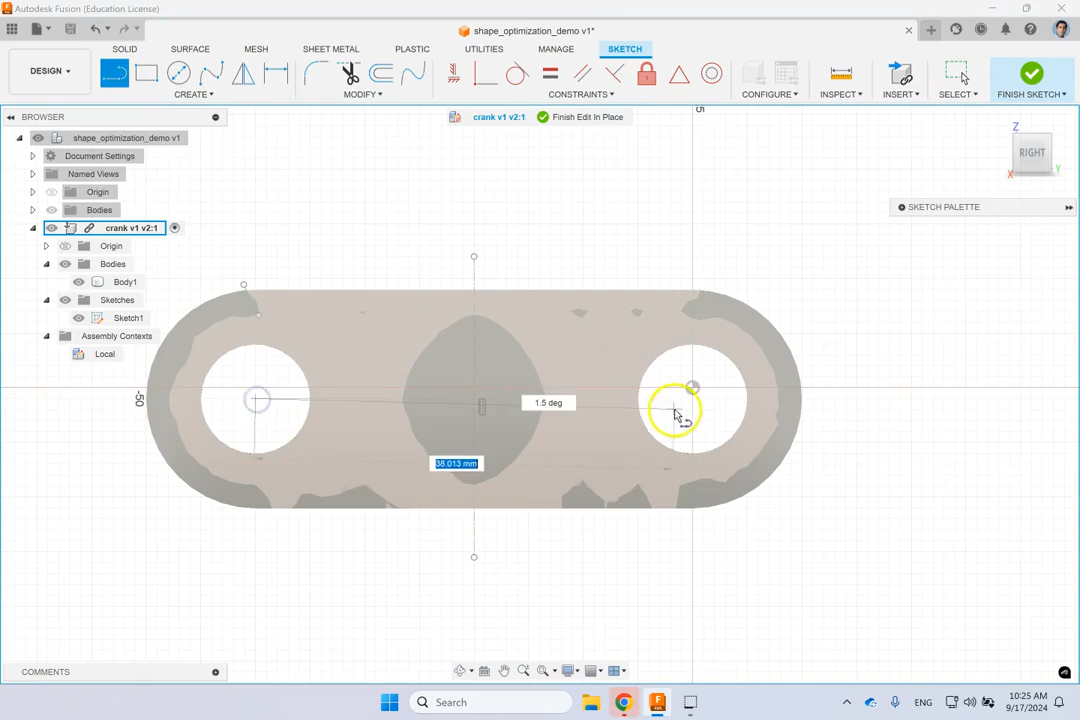 Autodesk Fusion (Education License)
shape_optimization_demo v1*
DESIGN
SOLID
SURFACE
MESH
SHEET METAL
PLASTIC
UTILITIES
MANAGE
SKETCH
CREATE
MODIFY
CONSTRAINTS
CONFIGURE
INSPECT
INSERT
SELECT
FINISH SKETCH
BROWSER
crank v1 v2:1
Finish Edit In Place
shape_optimization_demo v1
Document Settings
Named Views
Origin
Bodies
crank v1 v2:1
Origin
Bodies
Body1
Sketches
Sketch1
Assembly Contexts
Local
Z
RIGHT
X
Y
SKETCH PALETTE
5
-50
1.5 deg
38.013 mm
COMMENTS
Search
ENG
10:25 AM
9/17/2024